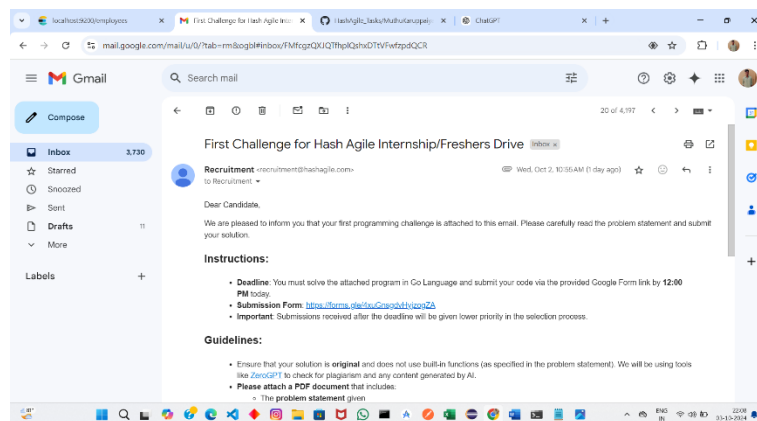 localhost:9200/employees
First Challenge for Hash Agile Inter
HashAgile_Tasks/Muthukaruppaiy
ChatGPT
mail.google.com/mail/u/0/?tab=rm&ogbl#inbox/FMfcgzQXJQTfhplQshxDTtVFwfzpdQCR
Gmail
Search mail
Compose
20 of 4,197
First Challenge for Hash Agile Internship/Freshers Drive Inbox x
Inbox 3,730
Starred
Snoozed
Sent
Drafts 11
More
Labels
Recruitment <recruitment@hashagile.com> Wed, Oct 2, 10:55 AM (1 day ago)
to Recruitment
Dear Candidate,
We are pleased to inform you that your first programming challenge is attached to this email. Please carefully read the problem statement and submit
your solution.
Instructions:
• Deadline: You must solve the attached program in Go Language and submit your code via the provided Google Form link by 12:00
PM today.
• Submission Form:
• Important: Submissions received after the deadline will be given lower priority in the selection process.
Guidelines:
• Ensure that your solution is original and does not use built-in functions (as specified in the problem statement). We will be using tools
like ZeroGPT to check for plagiarism and any content generated by AI.
• Please attach a PDF document that includes:
The problem statement given
ENG 22:08
IN 03-10-2024